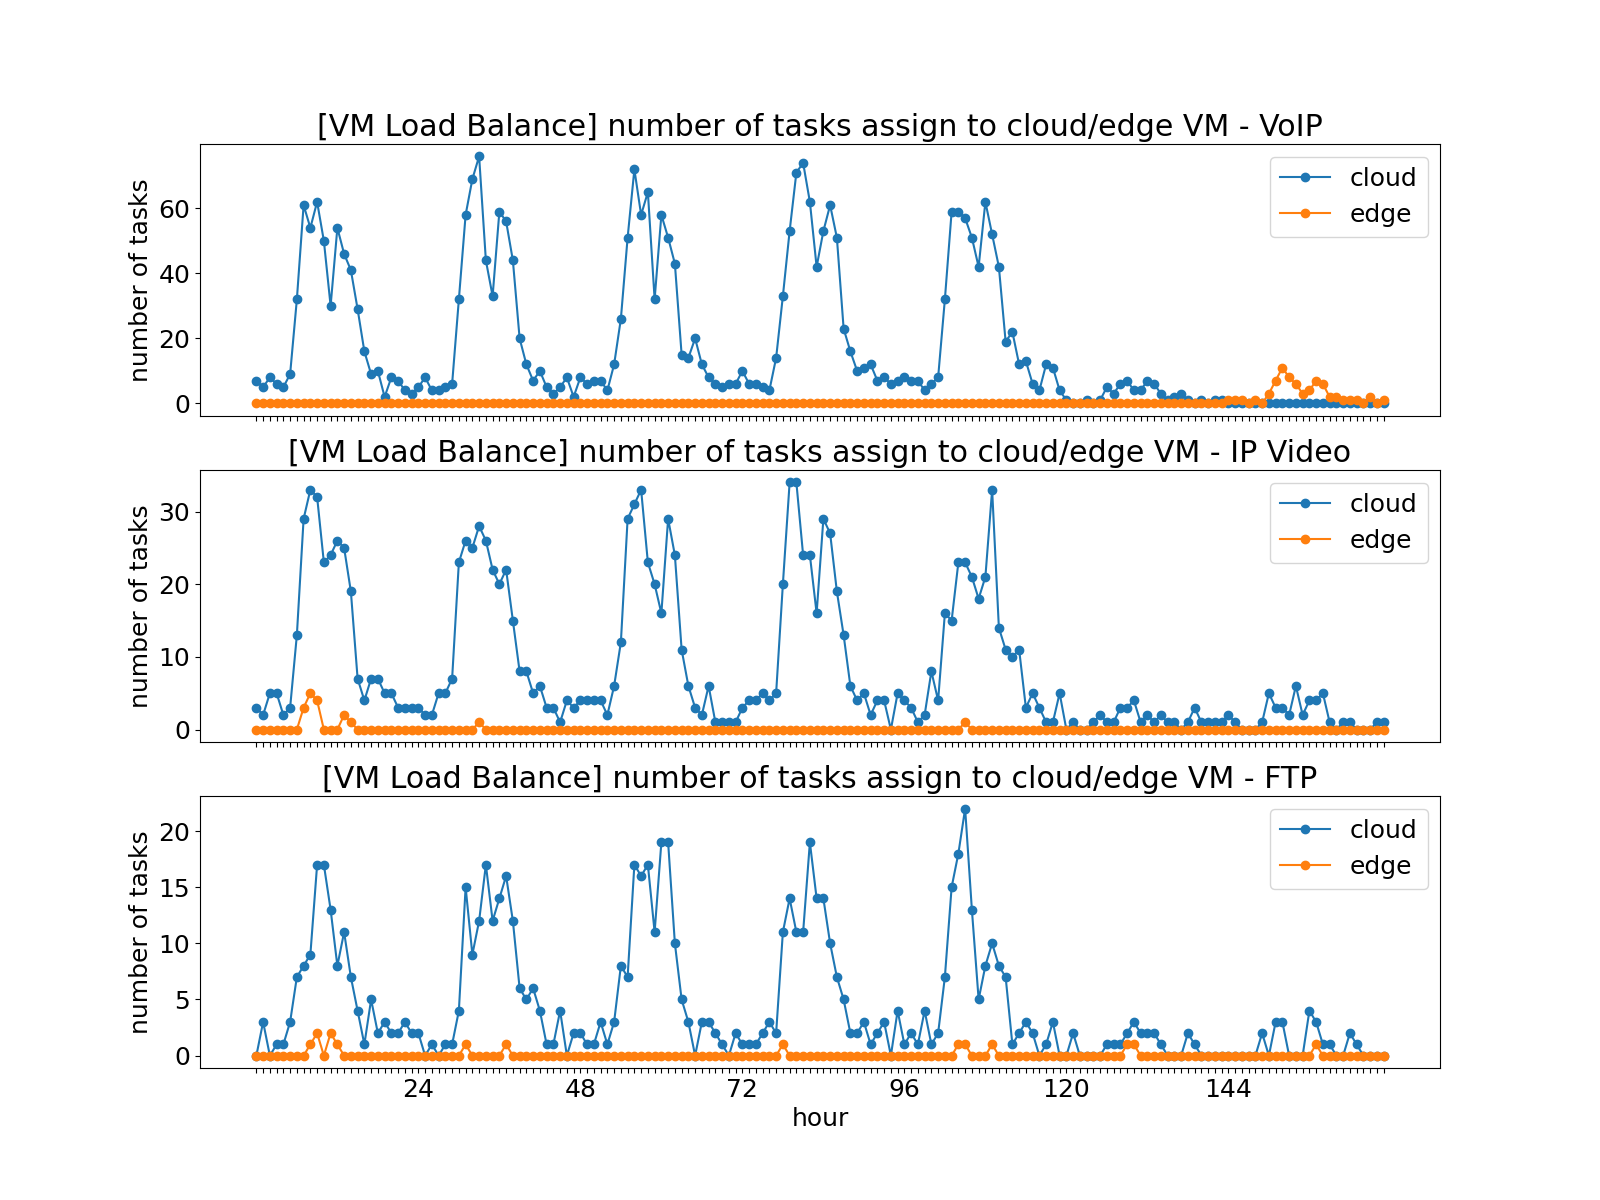 [VM Load Balance] number of tasks assign to cloud/edge VM - VoIP
number of tasks
60
40
20
0
cloud
edge
[VM Load Balance] number of tasks assign to cloud/edge VM - IP Video
number of tasks
30
20
10
0
cloud
edge
[VM Load Balance] number of tasks assign to cloud/edge VM - FTP
number of tasks
20
15
10
5
0
cloud
edge
24 48 72 96 120 144
hour